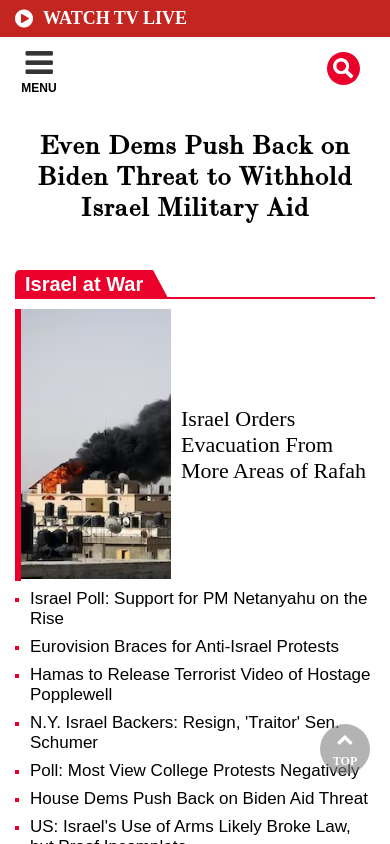 WATCH TV LIVE
MENU
Even Dems Push Back on
Biden Threat to Withhold
Israel Military Aid
Israel at War
Israel Orders
Evacuation From
More Areas of Rafah
Israel Poll: Support for PM Netanyahu on the
Rise
Eurovision Braces for Anti-Israel Protests
Hamas to Release Terrorist Video of Hostage
Popplewell
N.Y. Israel Backers: Resign, 'Traitor' Sen.
Schumer
Poll: Most View College Protests Negatively
TOP
House Dems Push Back on Biden Aid Threat
US: Israel's Use of Arms Likely Broke Law,
but Proof Incomplete